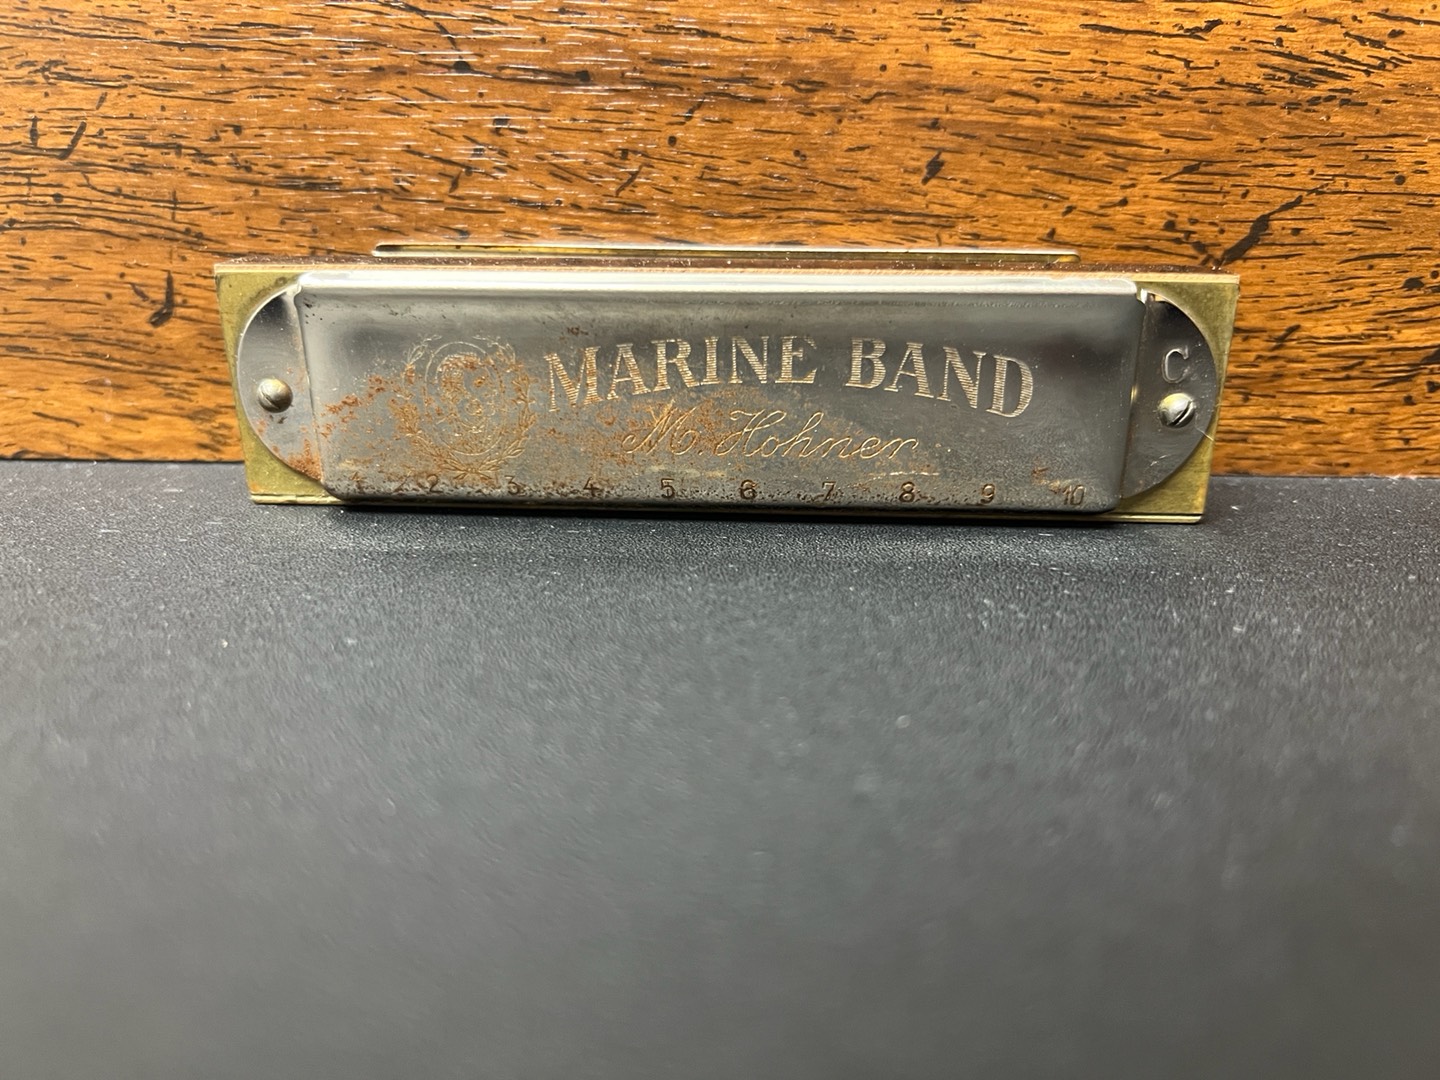 MARINE BAND
C
M. Hohner
1 2 3 4 5 6 7 8 9 10